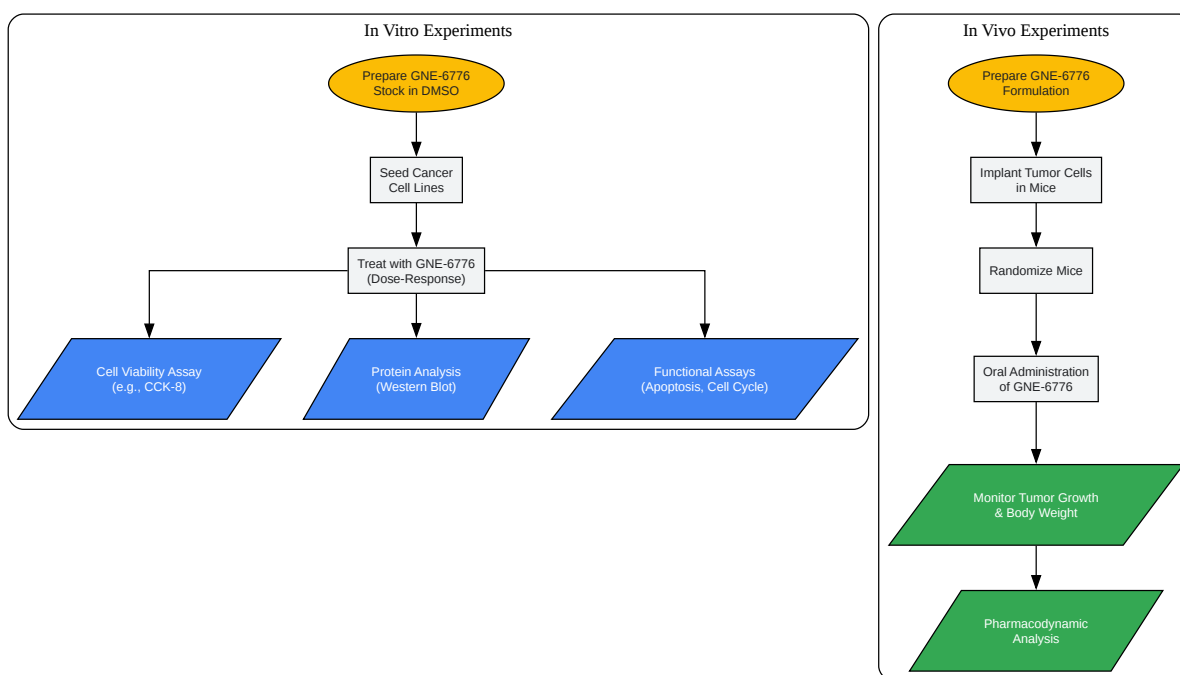 In Vitro Experiments
Prepare GNE-6776
Stock in DMSO
Seed Cancer
Cell Lines
Treat with GNE-6776
(Dose-Response)
Cell Viability Assay
(e.g., CCK-8)
Protein Analysis
(Western Blot)
Functional Assays
(Apoptosis, Cell Cycle)
In Vivo Experiments
Prepare GNE-6776
Formulation
Implant Tumor Cells
in Mice
Randomize Mice
Oral Administration
of GNE-6776
Monitor Tumor Growth
& Body Weight
Pharmacodynamic
Analysis